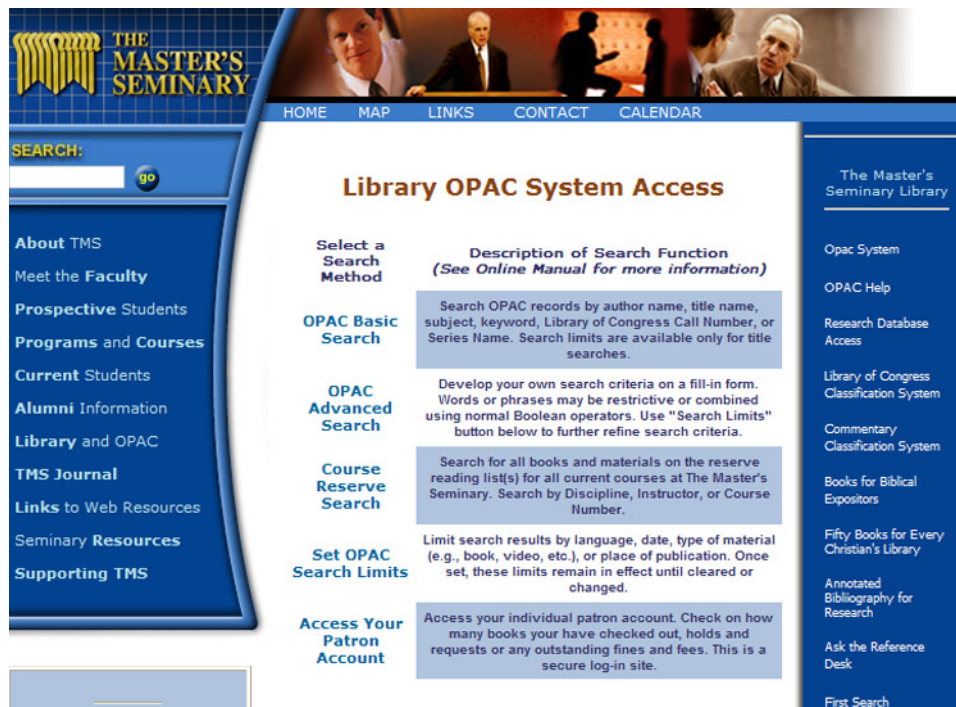 THE
MASTER'S
SEMINARY
HOME MAP LINKS CONTACT CALENDAR
SEARCH:
go
About TMS
Meet the Faculty
Prospective Students
Programs and Courses
Current Students
Alumni Information
Library and OPAC
TMS Journal
Links to Web Resources
Seminary Resources
Supporting TMS
Library OPAC System Access
Select a
Search
Method
Description of Search Function
(See Online Manual for more information)
OPAC Basic
Search
Search OPAC records by author name, title name,
subject, keyword, Library of Congress Call Number, or
Series Name. Search limits are available only for title
searches.
OPAC
Advanced
Search
Develop your own search criteria on a fill-in form.
Words or phrases may be restrictive or combined
using normal Boolean operators. Use "Search Limits"
button below to further refine search criteria.
Course
Reserve
Search
Search for all books and materials on the reserve
reading list(s) for all current courses at The Master's
Seminary. Search by Discipline, Instructor, or Course
Number.
Set OPAC
Search Limits
Limit search results by language, date, type of material
(e.g., book, video, etc.), or place of publication. Once
set, these limits remain in effect until cleared or
changed.
Access Your
Patron
Account
Access your individual patron account. Check on how
many books your have checked out, holds and
requests or any outstanding fines and fees. This is a
secure log-in site.
The Master's
Seminary Library
Opac System
OPAC Help
Research Database
Access
Library of Congress
Classification System
Commentary
Classification System
Books for Biblical
Expositors
Fifty Books for Every
Christian's Library
Annotated
Bibliography for
Research
Ask the Reference
Desk
First Search